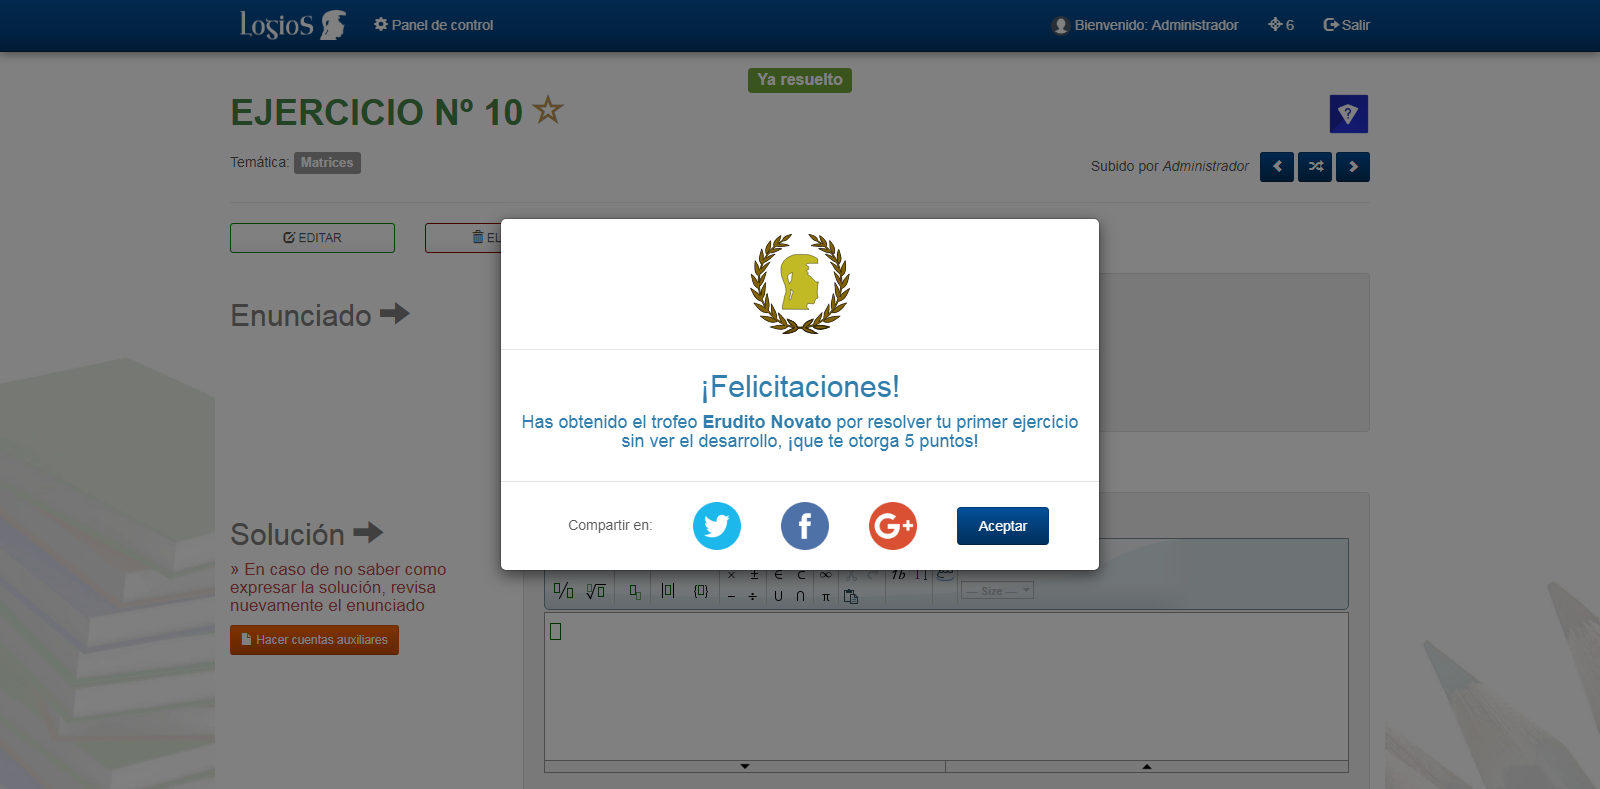 LogioS
Panel de control
Bienvenido: Administrador
6
Salir
Ya resuelto
EJERCICIO Nº 10
Temática: Matrices
Subido por Administrador
EDITAR
EL
Enunciado
¡Felicitaciones!
Has obtenido el trofeo Erudito Novato por resolver tu primer ejercicio
sin ver el desarrollo, ¡que te otorga 5 puntos!
Compartir en:
Aceptar
Solución
» En caso de no saber como
expresar la solución, revisa
nuevamente el enunciado
Hacer cuentas auxiliares
× ± ∈ ⊂ ∞
− ÷ ∪ ∩ π
— Size —